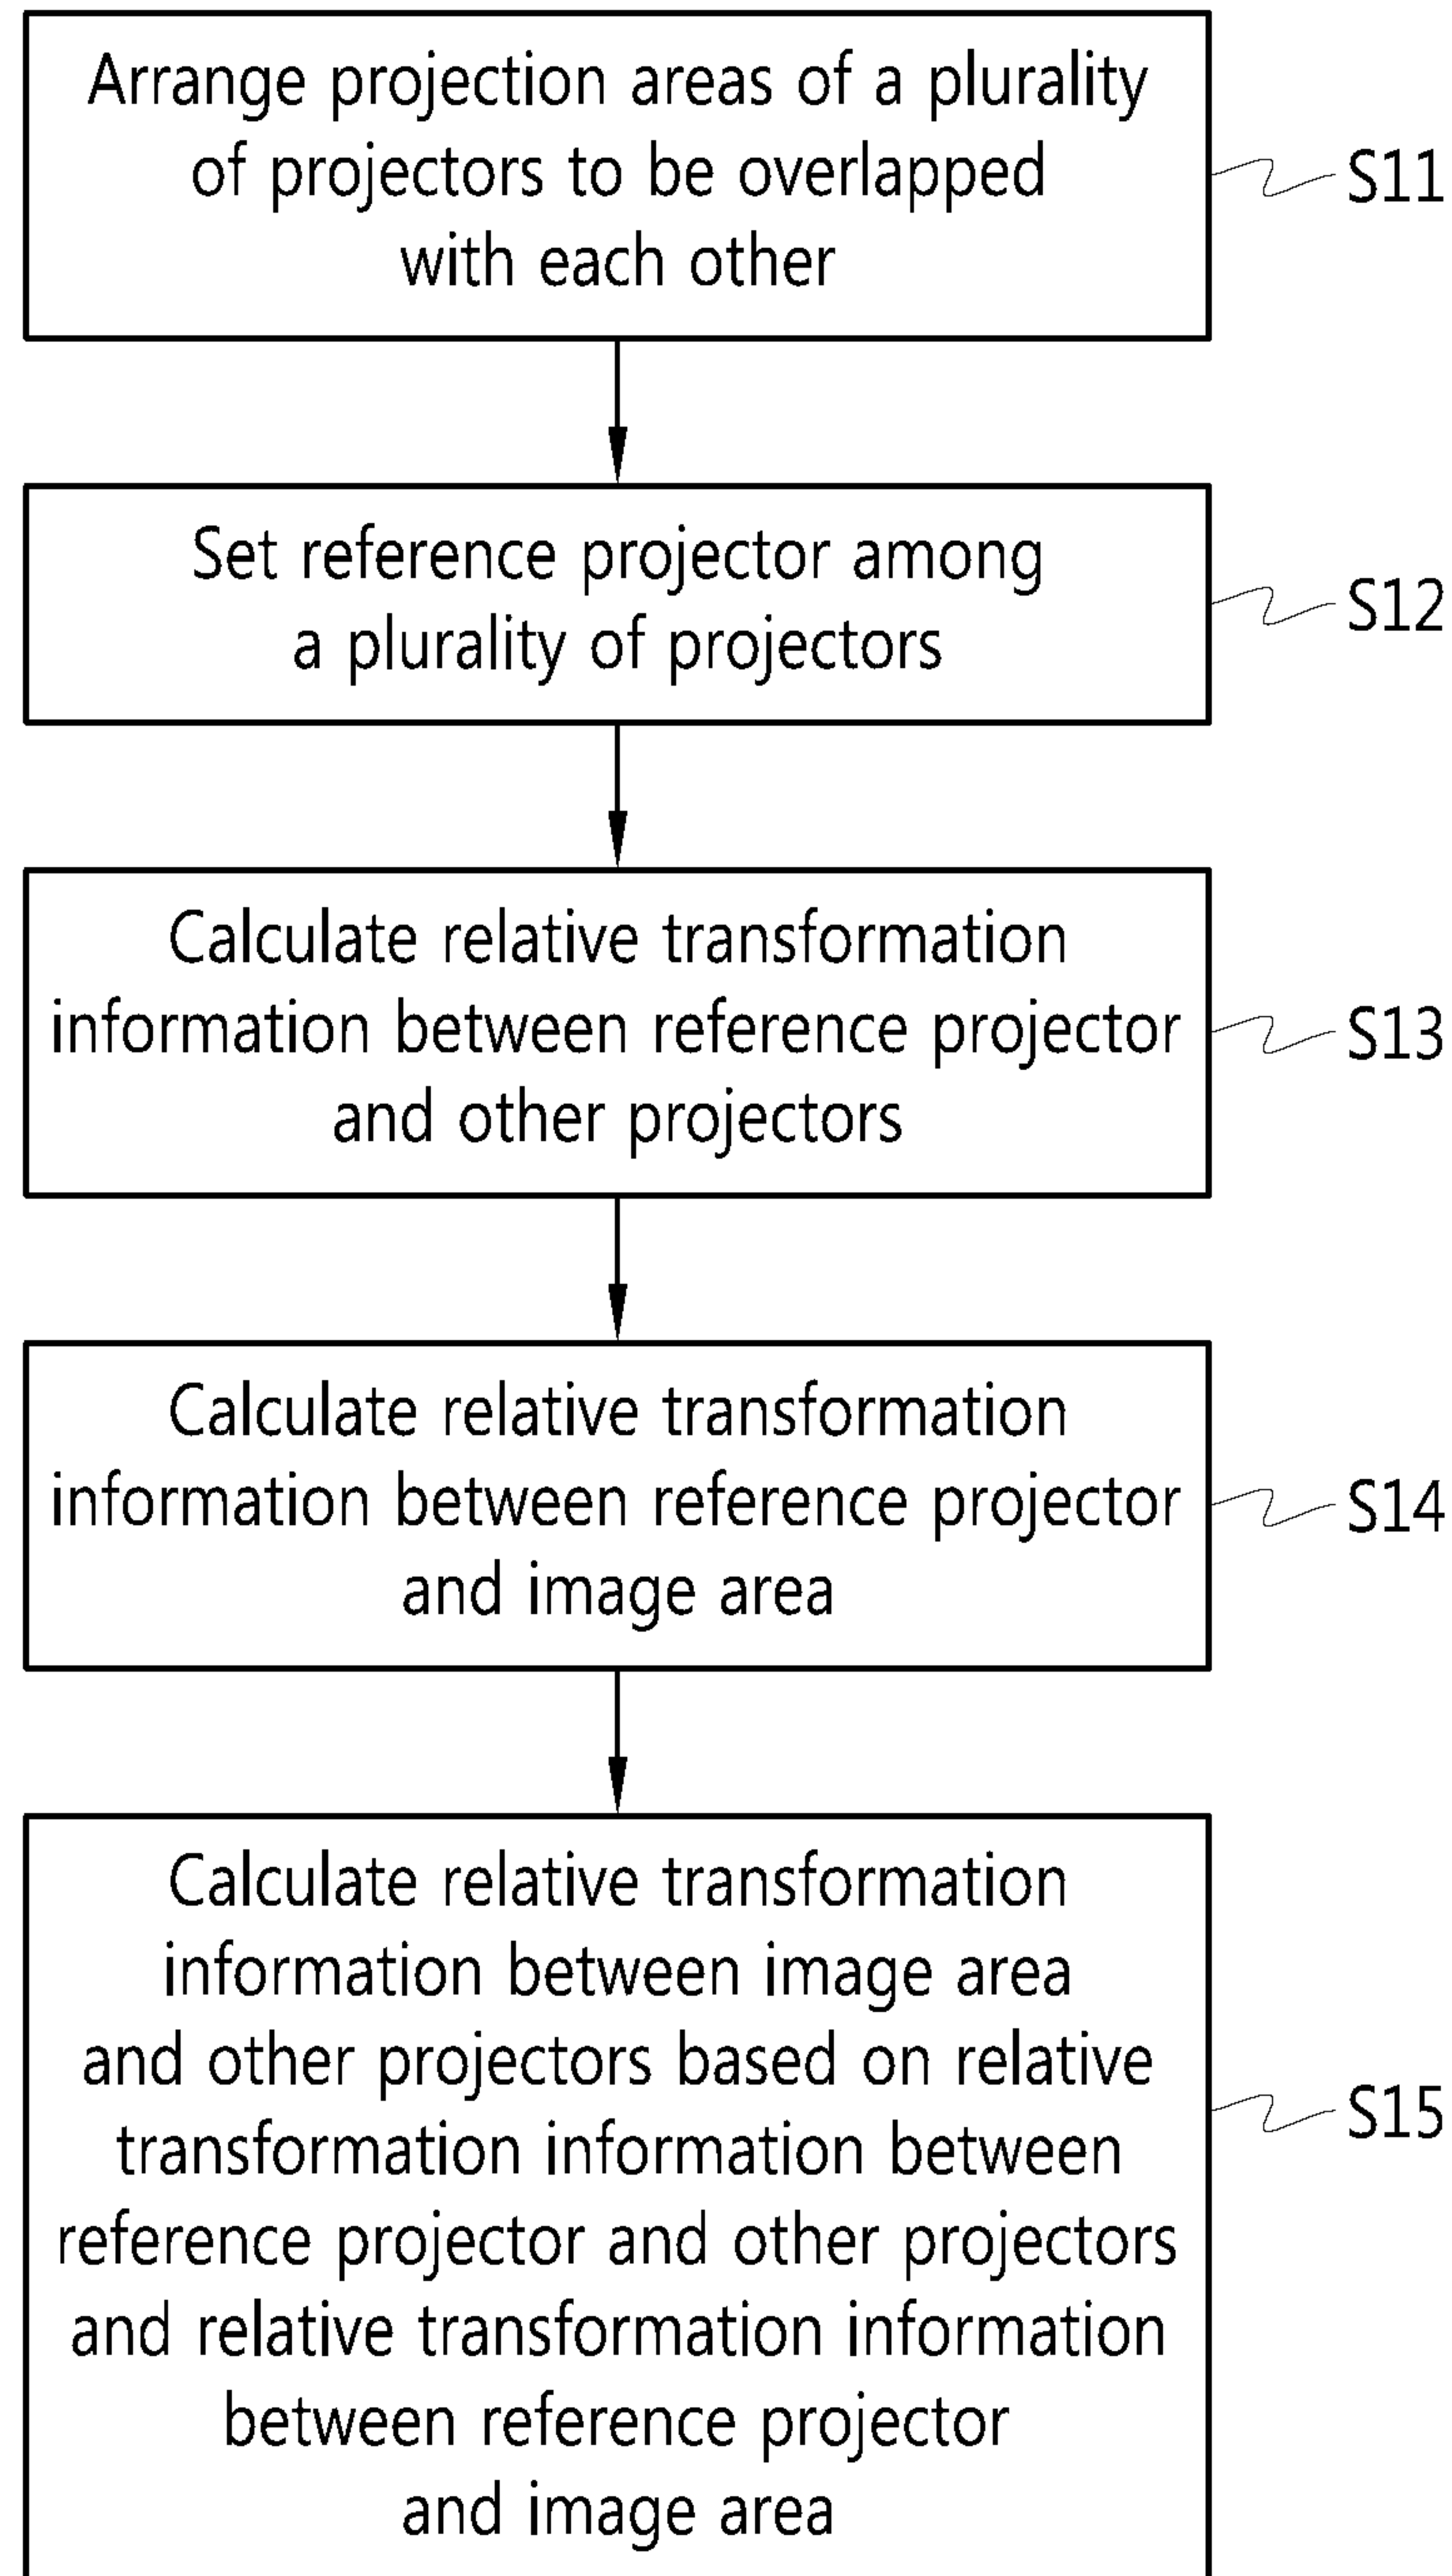 Arrange projection areas of a plurality
of projectors to be overlapped
with each other
S11
Set reference projector among
a plurality of projectors
S12
Calculate relative transformation
information between reference projector
and other projectors
S13
Calculate relative transformation
information between reference projector
and image area
S14
Calculate relative transformation
information between image area
and other projectors based on relative
transformation information between
reference projector and other projectors
and relative transformation information
between reference projector
and image area
S15